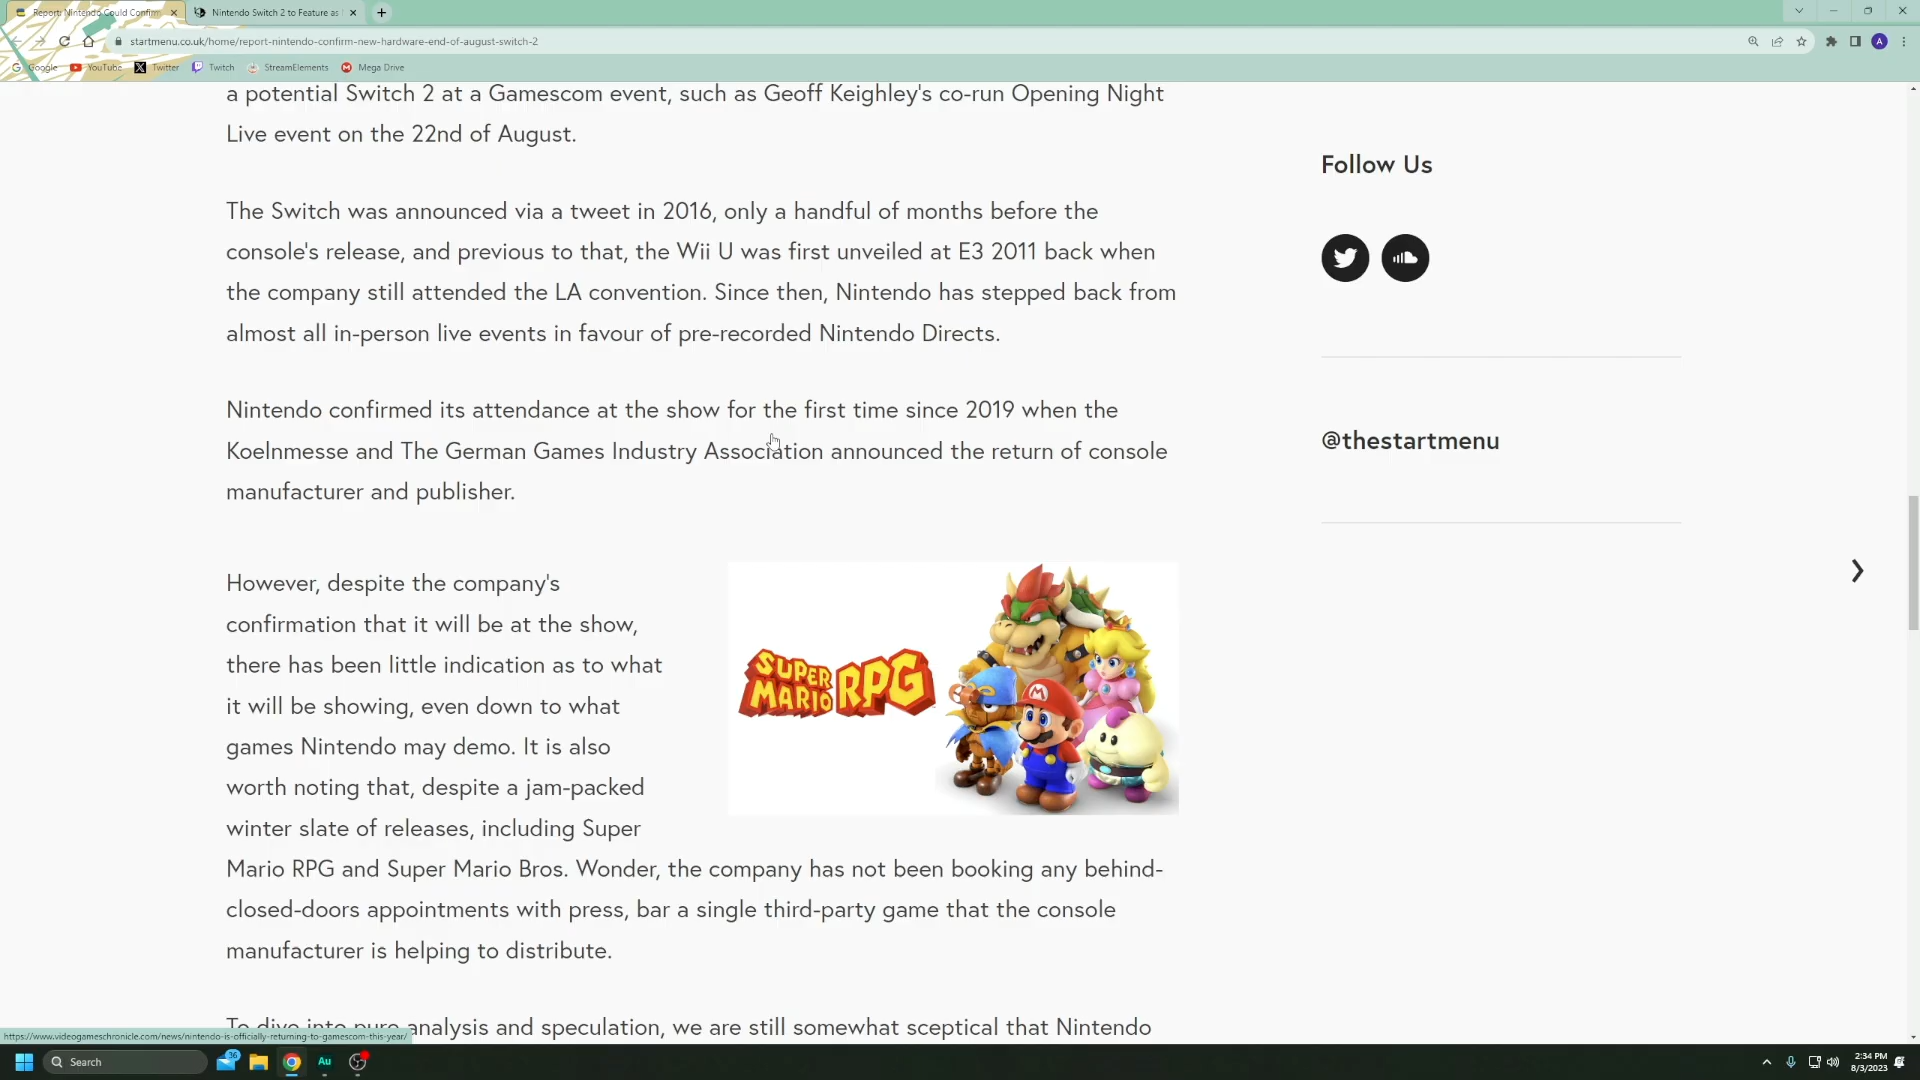 Report: Nintendo Could Confirm
Nintendo Switch 2 to Feature as
startmenu.co.uk/home/report-nintendo-confirm-new-hardware-end-of-august-switch-2
A
Google YouTube Twitter Twitch StreamElements Mega Drive
a potential Switch 2 at a Gamescom event, such as Geoff Keighley's co-run Opening Night
Live event on the 22nd of August.
The Switch was announced via a tweet in 2016, only a handful of months before the
console's release, and previous to that, the Wii U was first unveiled at E3 2011 back when
the company still attended the LA convention. Since then, Nintendo has stepped back from
almost all in-person live events in favour of pre-recorded Nintendo Directs.
Nintendo confirmed its attendance at the show for the first time since 2019 when the
Koelnmesse and The German Games Industry Association announced the return of console
manufacturer and publisher.
However, despite the company's
confirmation that it will be at the show,
there has been little indication as to what
it will be showing, even down to what
games Nintendo may demo. It is also
worth noting that, despite a jam-packed
winter slate of releases, including Super
Mario RPG and Super Mario Bros. Wonder, the company has not been booking any behind-
closed-doors appointments with press, bar a single third-party game that the console
manufacturer is helping to distribute.
To dive into pure analysis and speculation, we are still somewhat sceptical that Nintendo
SUPER
MARIO RPG
M
Follow Us
@thestartmenu
https://www.videogameschronicle.com/news/nintendo-is-officially-returning-to-gamescom-this-year/
Search
36
Au
2:34 PM
8/3/2023